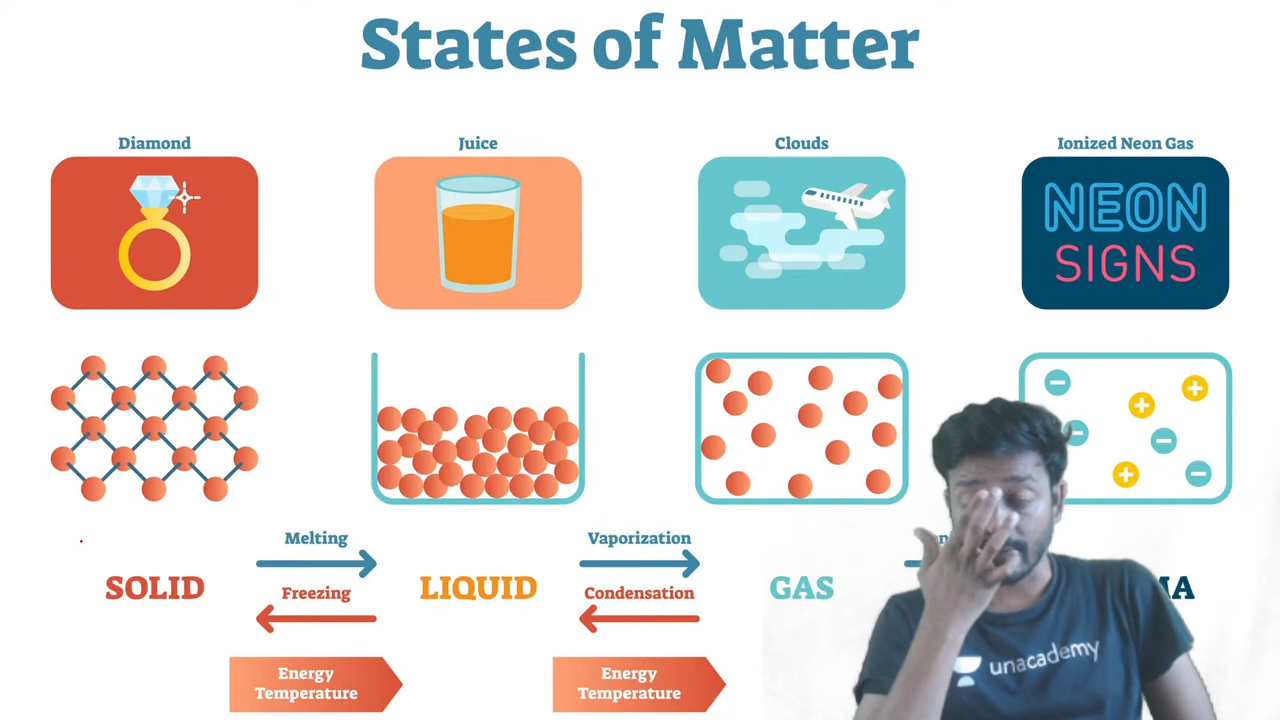 States of Matter
Diamond
Juice
Clouds
Ionized Neon Gas
NEON
SIGNS
Melting
Vaporization
SOLID
Freezing
LIQUID
Condensation
GAS
Energy
Temperature
Energy
Temperature
unacademy